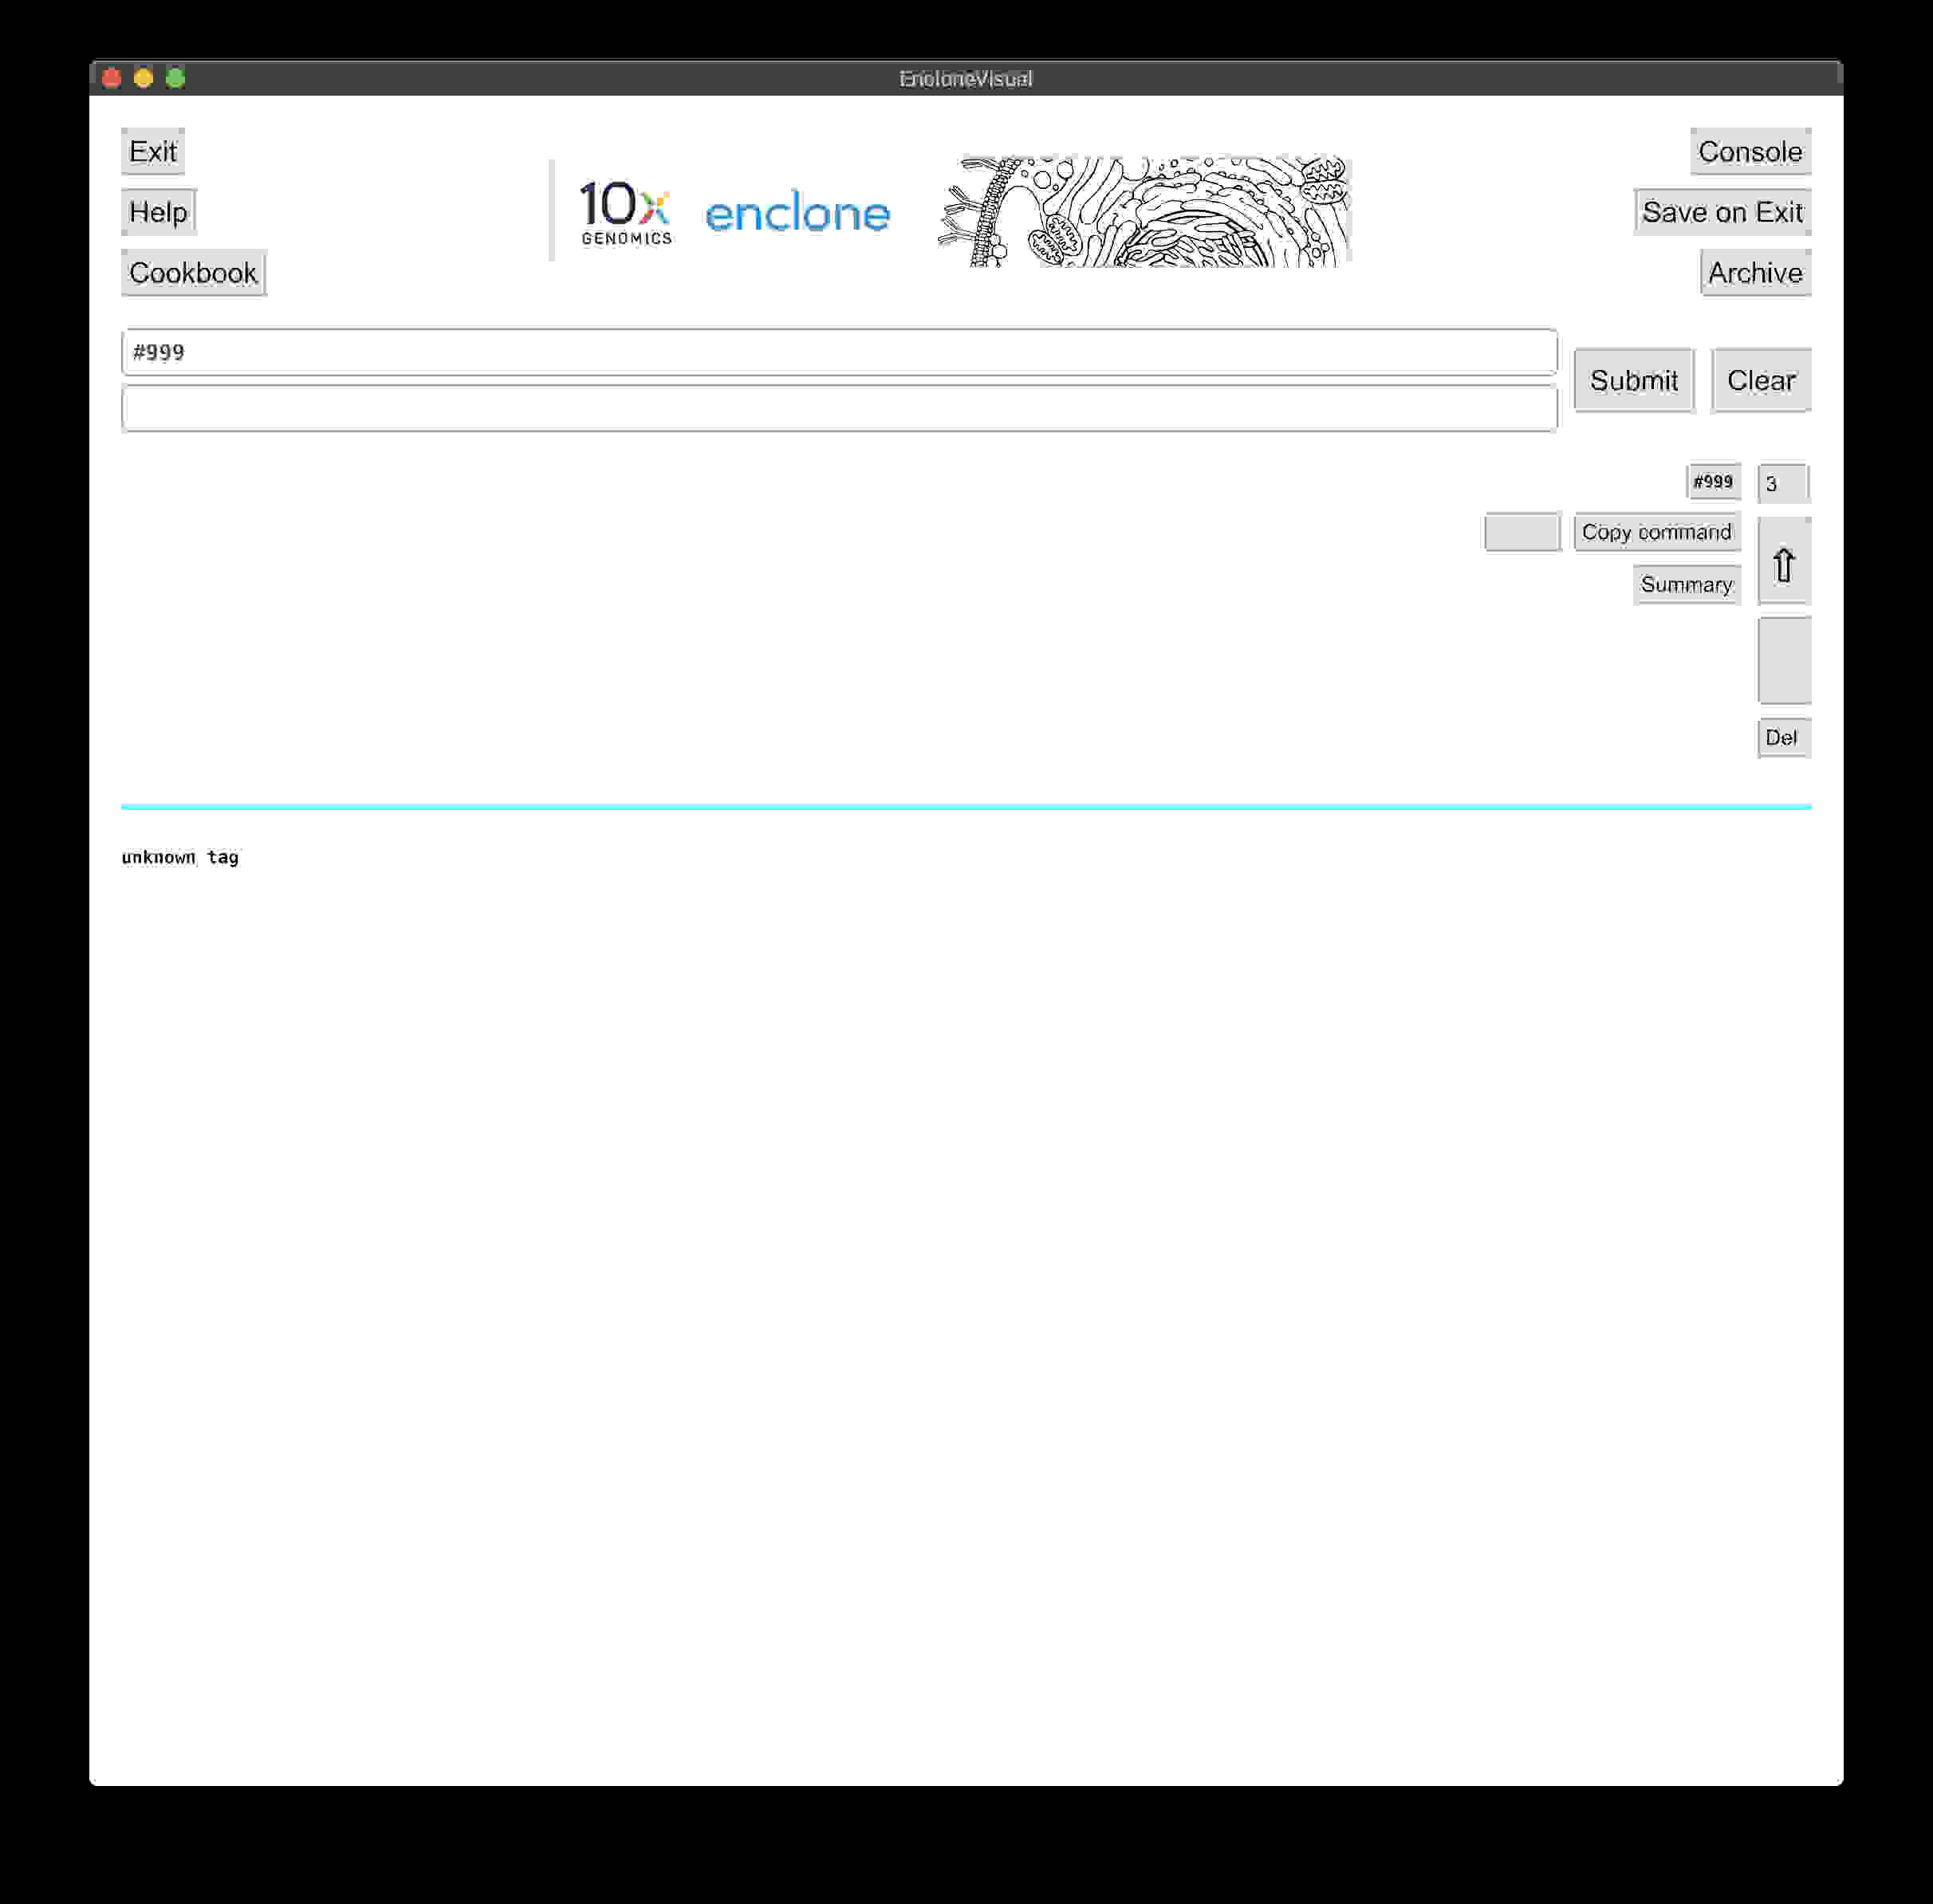 EncloneVisual
Exit
Console
Help
10x
GENOMICS
enclone
Save on Exit
Cookbook
Archive
#999
Submit
Clear
#999
3
Copy command
⇧
Summary
Del
unknown tag